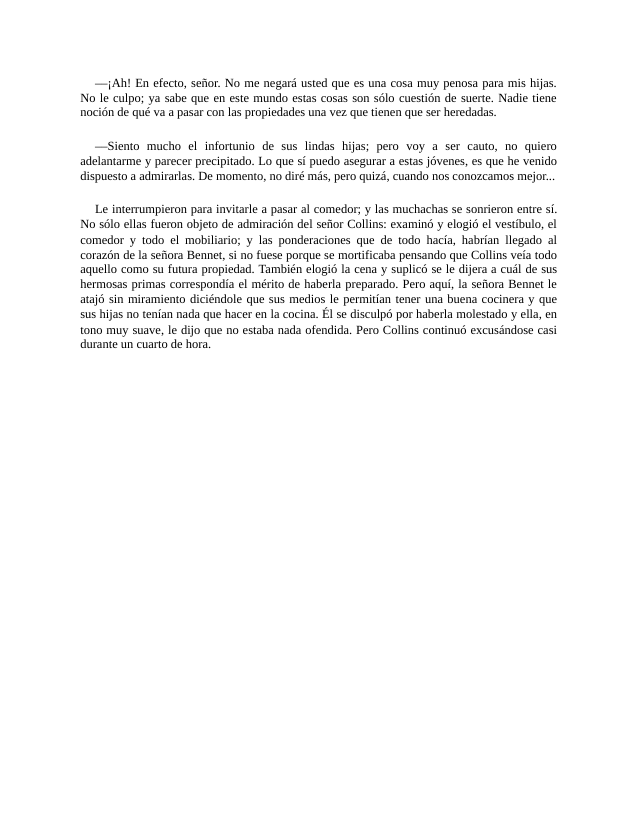 —¡Ah! En efecto, señor. No me negará usted que es una cosa muy penosa para mis hijas.
No le culpo; ya sabe que en este mundo estas cosas son sólo cuestión de suerte. Nadie tiene
noción de qué va a pasar con las propiedades una vez que tienen que ser heredadas.
—Siento mucho el infortunio de sus lindas hijas; pero voy a ser cauto, no quiero
adelantarme y parecer precipitado. Lo que sí puedo asegurar a estas jóvenes, es que he venido
dispuesto a admirarlas. De momento, no diré más, pero quizá, cuando nos conozcamos mejor...
Le interrumpieron para invitarle a pasar al comedor; y las muchachas se sonrieron entre sí.
No sólo ellas fueron objeto de admiración del señor Collins: examinó y elogió el vestíbulo, el
comedor y todo el mobiliario; y las ponderaciones que de todo hacía, habrían llegado al
corazón de la señora Bennet, si no fuese porque se mortificaba pensando que Collins veía todo
aquello como su futura propiedad. También elogió la cena y suplicó se le dijera a cuál de sus
hermosas primas correspondía el mérito de haberla preparado. Pero aquí, la señora Bennet le
atajó sin miramiento diciéndole que sus medios le permitían tener una buena cocinera y que
sus hijas no tenían nada que hacer en la cocina. Él se disculpó por haberla molestado y ella, en
tono muy suave, le dijo que no estaba nada ofendida. Pero Collins continuó excusándose casi
durante un cuarto de hora.